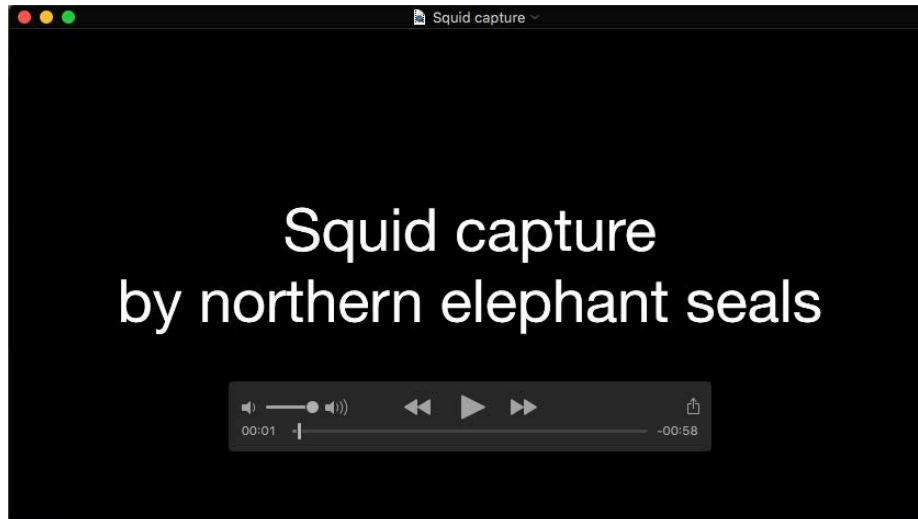 Squid capture
Squid capture
by northern elephant seals
00:01
-00:58